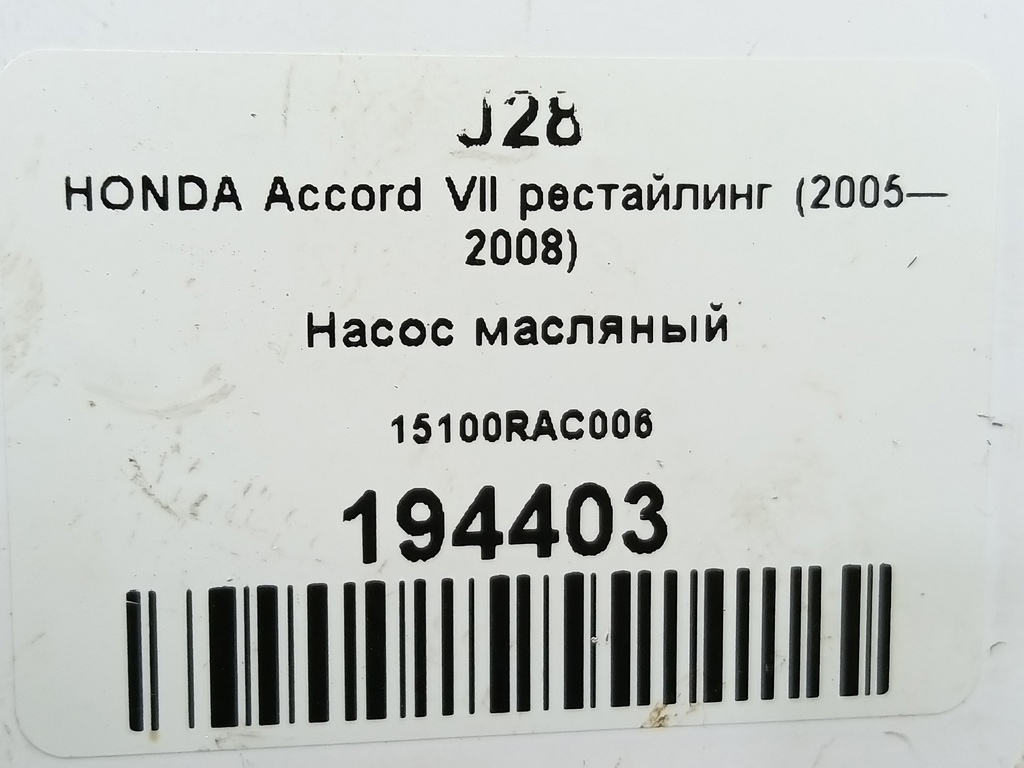 J28
HONDA Accord VII рестайлинг (2005—
2008)
Насос масляный
15100RAC006
194403